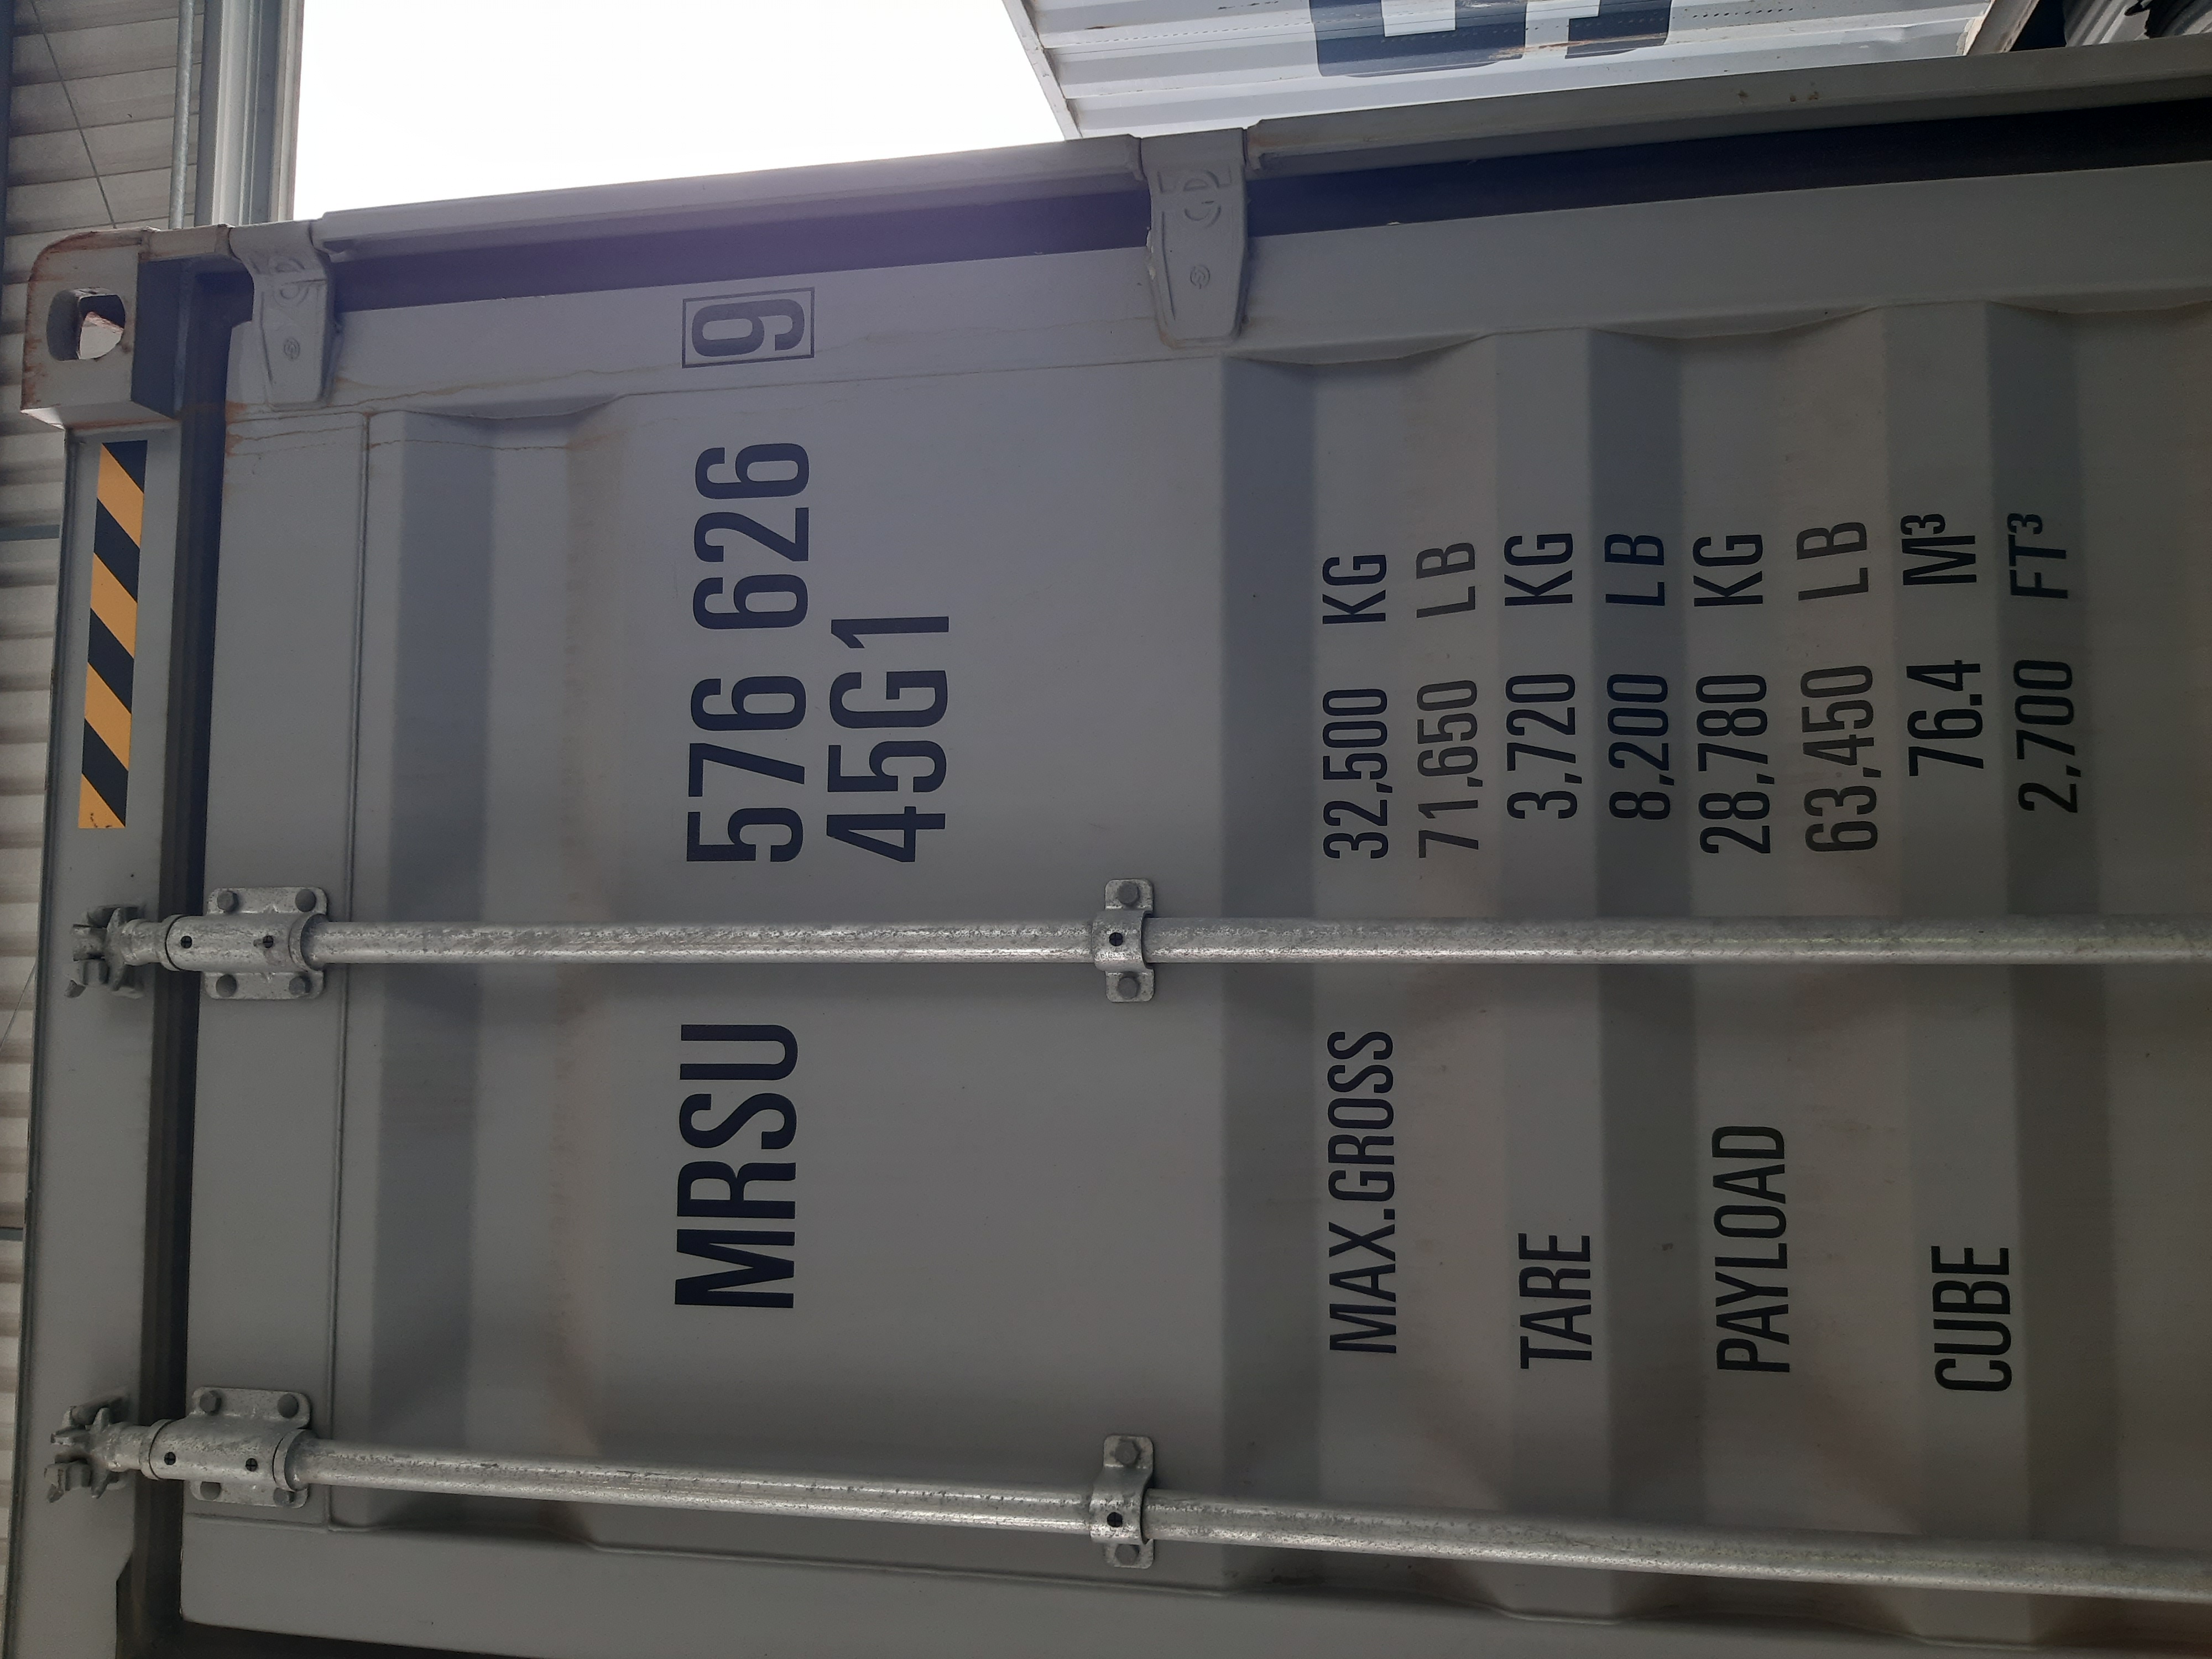 MRSU 576 626 9
45G1
MAX.GROSS 32,500 KG
71,650 LB
TARE 3,720 KG
8,200 LB
PAYLOAD 28,780 KG
63,450 LB
CUBE 76.4 M³
2,700 FT³